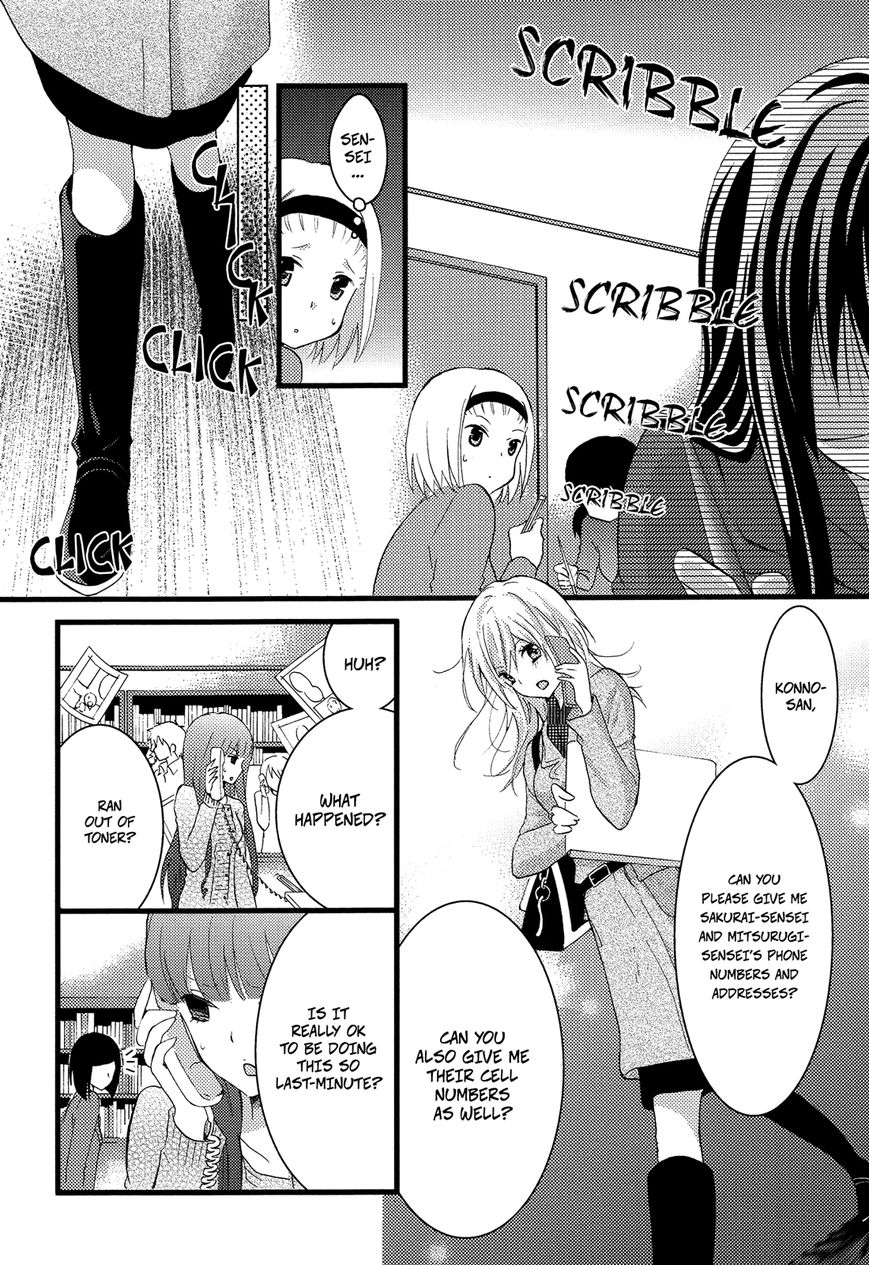 SCRIBBLE
SCRIBBLE
SCRIBBLE
SCRIBBLE
SEN-
SEI
...
CLICK
CLICK
CLICK
KONNO-
SAN,
CAN YOU
PLEASE GIVE ME
SAKURAI-SENSEI
AND MITSURUGI-
SENSEI'S PHONE
NUMBERS AND
ADDRESSES?
CAN YOU
ALSO GIVE ME
THEIR CELL
NUMBERS
AS WELL?
HUH?
WHAT
HAPPENED?
RAN
OUT OF
TONER?
IS IT
REALLY OK
TO BE DOING
THIS SO
LAST-MINUTE?